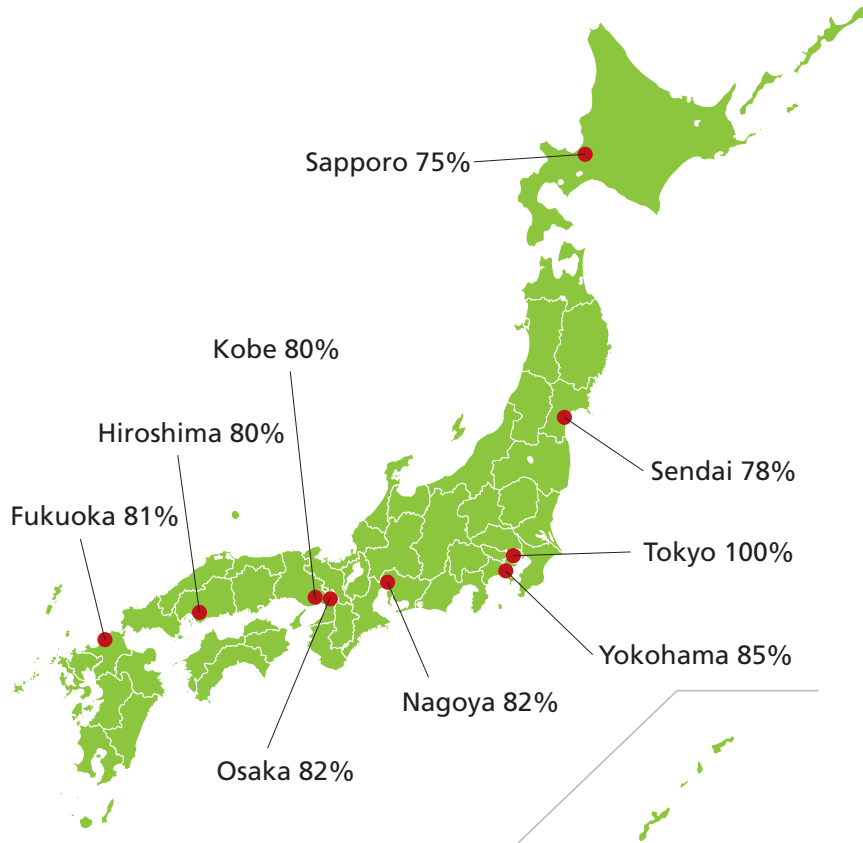 Sapporo 75%
Kobe 80%
Hiroshima 80%
Sendai 78%
Fukuoka 81%
Tokyo 100%
Yokohama 85%
Nagoya 82%
Osaka 82%